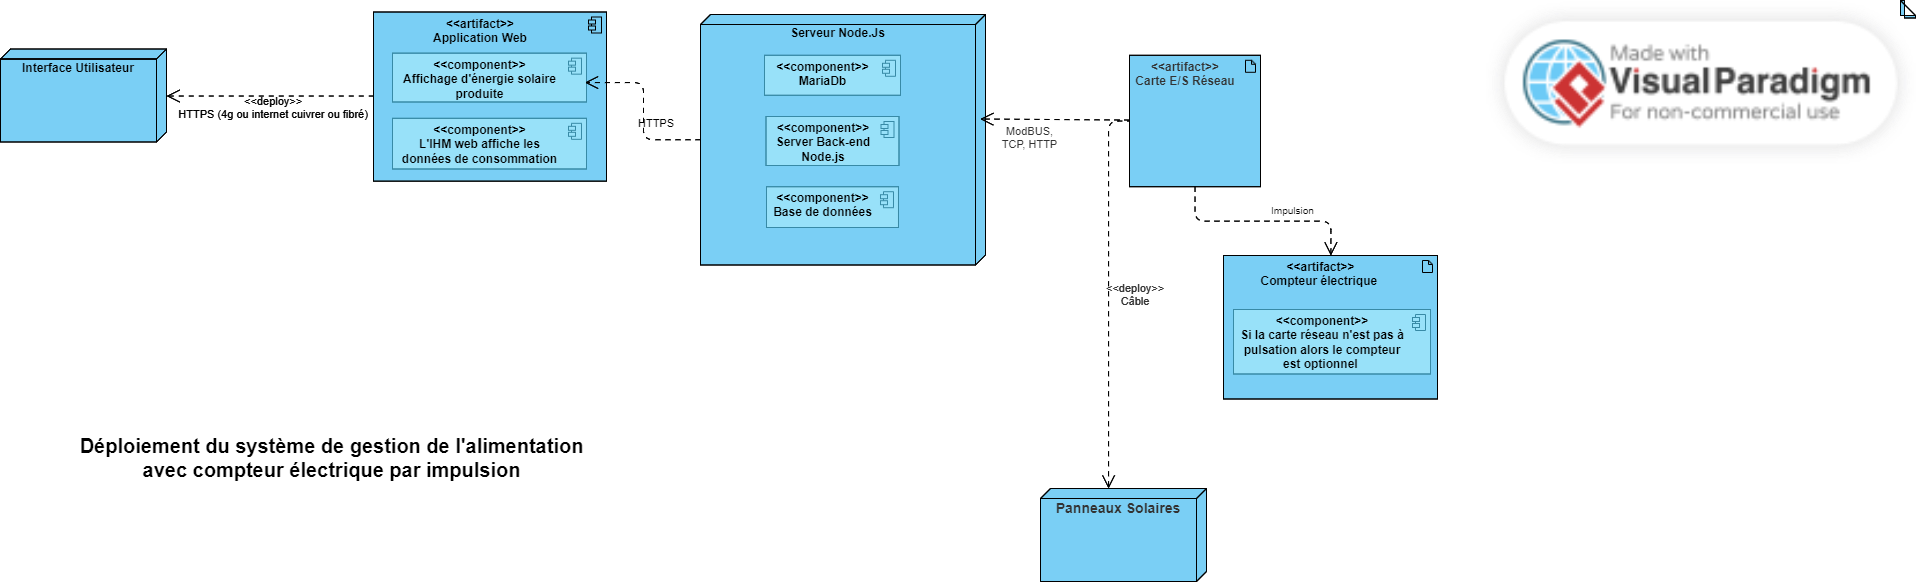 Interface Utilisateur
<<deploy>>
HTTPS (4g ou internet cuivrer ou fibré)
<<artifact>>
Application Web
<<component>>
Affichage d'énergie solaire
produite
<<component>>
L'IHM web affiche les
données de consommation
HTTPS
Serveur Node.Js
<<component>>
MariaDb
<<component>>
Server Back-end
Node.js
<<component>>
Base de données
ModBUS,
TCP, HTTP
<<artifact>>
Carte E/S Réseau
Impulsion
<<artifact>>
Compteur électrique
<<component>>
Si la carte réseau n'est pas à
pulsation alors le compteur
est optionnel
<<deploy>>
Câble
Panneaux Solaires
Déploiement du système de gestion de l'alimentation
avec compteur électrique par impulsion
Made with
Visual Paradigm
For non-commercial use